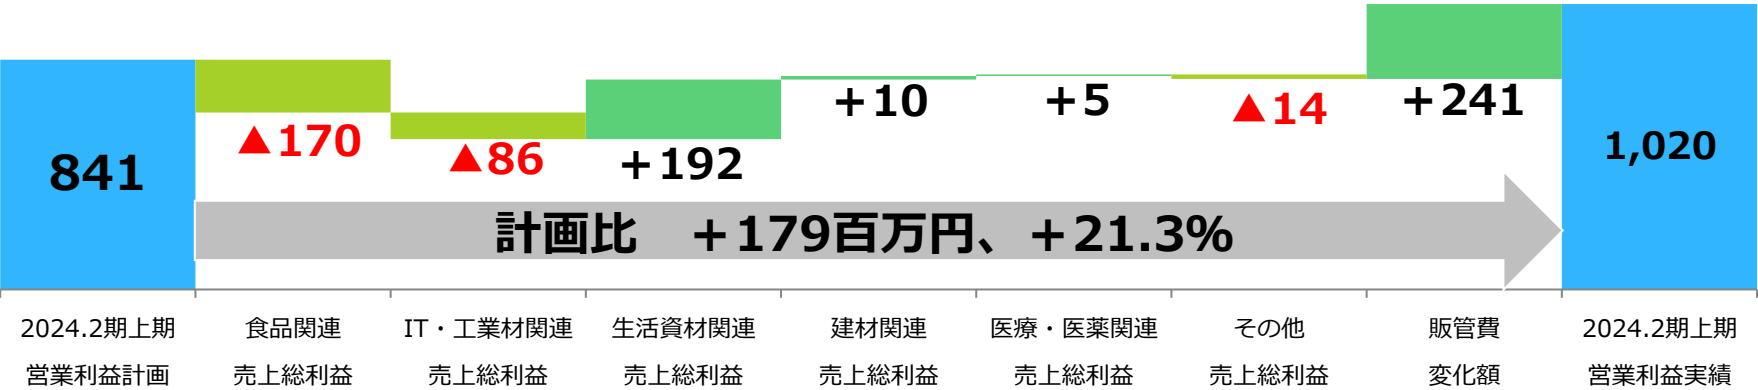 841
▲170
▲86
+192
+10
+5
▲14
+241
1,020
計画比　+179百万円、+21.3%
2024.2期上期
営業利益計画
食品関連
売上総利益
IT・工業材関連
売上総利益
生活資材関連
売上総利益
建材関連
売上総利益
医療・医薬関連
売上総利益
その他
売上総利益
販管費
変化額
2024.2期上期
営業利益実績